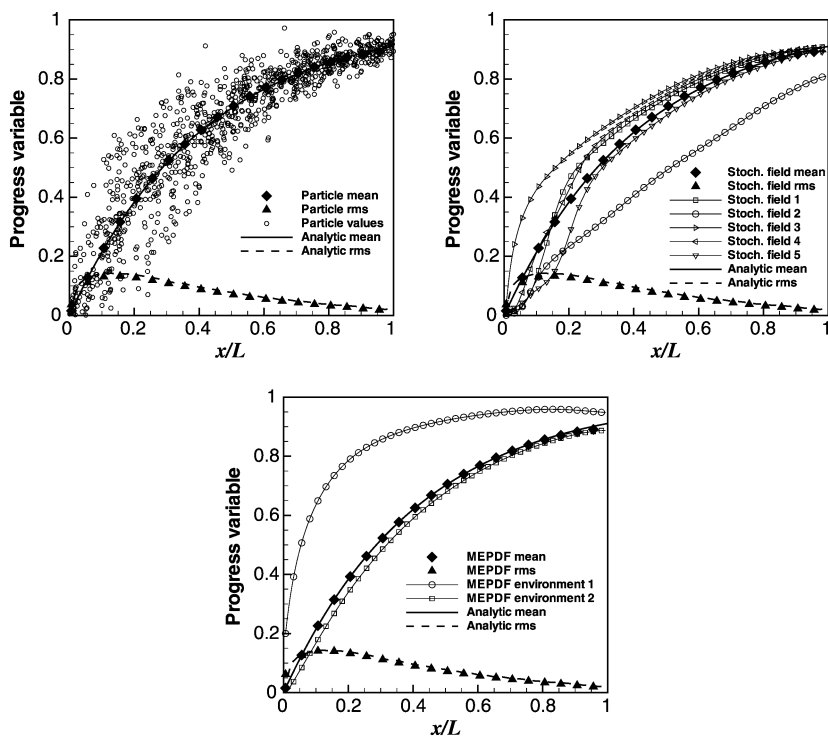 1
0.8
0.6
0.4
0.2
0
Progress variable
Particle mean
Particle rms
Particle values
Analytic mean
Analytic rms
0 0.2 0.4 0.6 0.8 1
x/L
1
0.8
0.6
0.4
0.2
0
Progress variable
Stoch. field mean
Stoch. field rms
Stoch. field 1
Stoch. field 2
Stoch. field 3
Stoch. field 4
Stoch. field 5
Analytic mean
Analytic rms
0 0.2 0.4 0.6 0.8 1
x/L
1
0.8
0.6
0.4
0.2
0
Progress variable
MEPDF mean
MEPDF rms
MEPDF environment 1
MEPDF environment 2
Analytic mean
Analytic rms
0 0.2 0.4 0.6 0.8 1
x/L